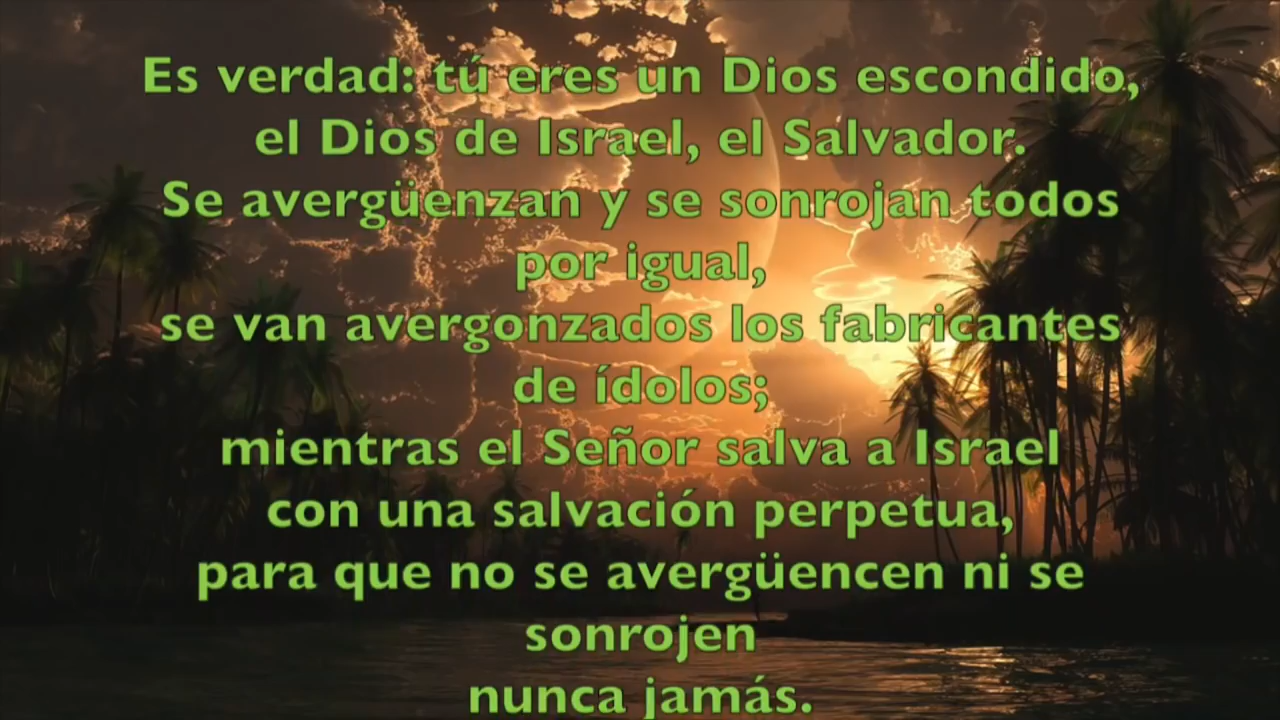 Es verdad: tú eres un Dios escondido,
el Dios de Israel, el Salvador.
Se avergüenzan y se sonrojan todos
por igual,
se van avergonzados los fabricantes
de ídolos;
mientras el Señor salva a Israel
con una salvación perpetua,
para que no se avergüencen ni se
sonrojen
nunca jamás.